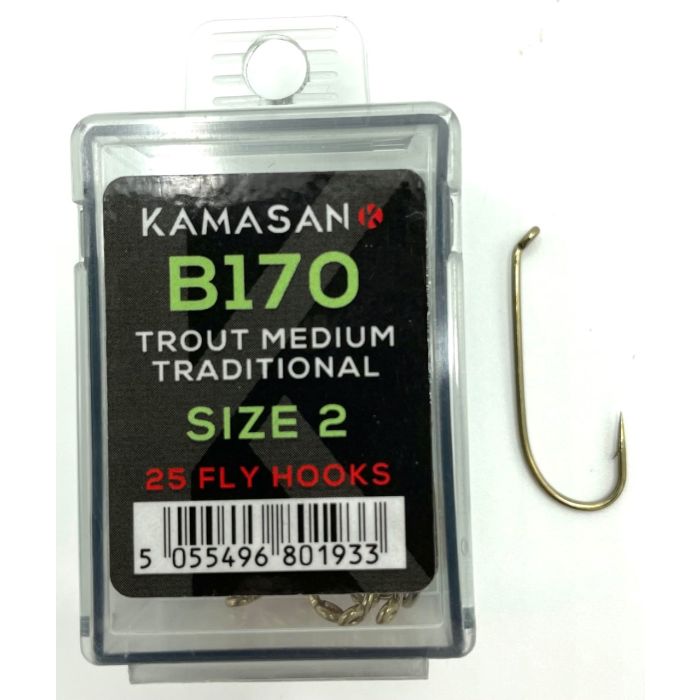 KAMASAN K
B170
TROUT MEDIUM
TRADITIONAL
SIZE 2
25 FLY HOOKS
5 055496 801933